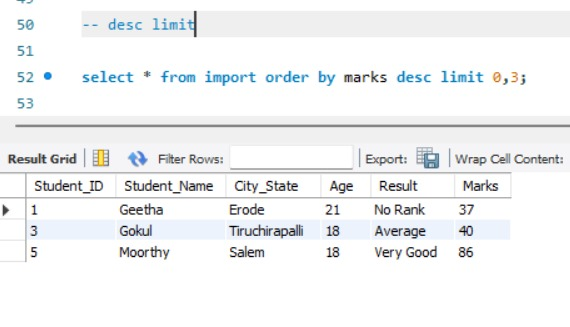 50 -- desc limit
51
52 select * from import order by marks desc limit 0,3;
53
Result Grid Filter Rows: Export: Wrap Cell Content:
Student_ID Student_Name City_State Age Result Marks
1 Geetha Erode 21 No Rank 37
3 Gokul Tiruchirapalli 18 Average 40
5 Moorthy Salem 18 Very Good 86